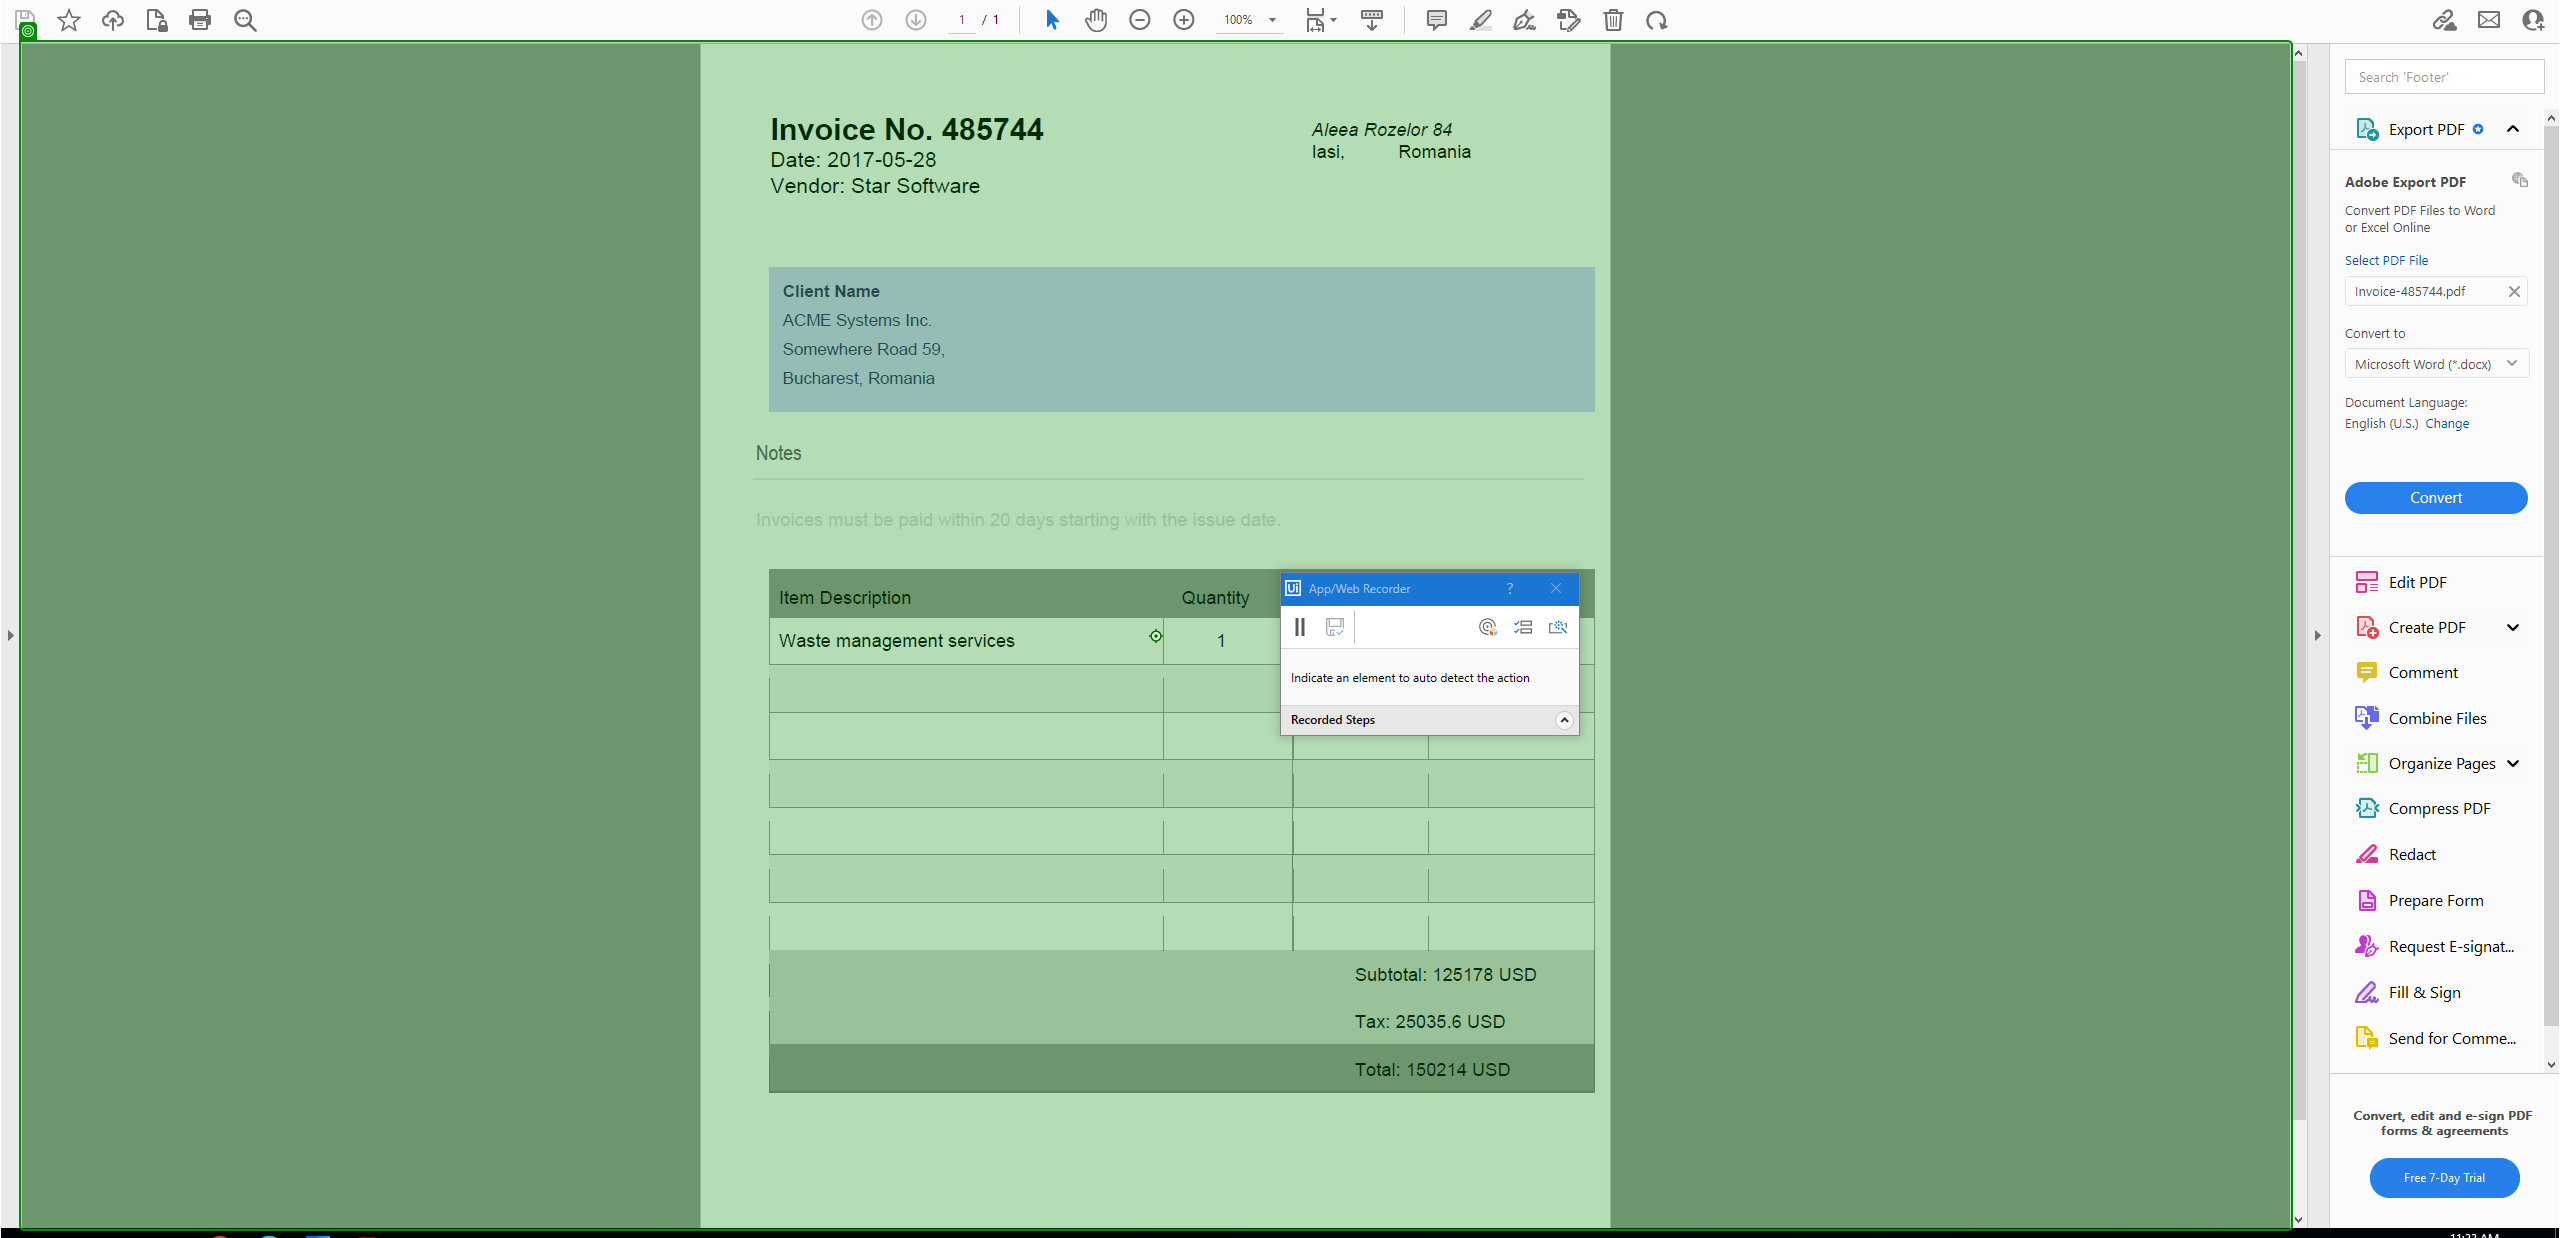 1 / 1
100%
Invoice No. 485744
Date: 2017-05-28
Vendor: Star Software
Aleea Rozelor 84
Iasi, Romania
Client Name
ACME Systems Inc.
Somewhere Road 59,
Bucharest, Romania
Notes
Invoices must be paid within 20 days starting with the issue date.
Item Description Quantity
Waste management services 1
Subtotal: 125178 USD
Tax: 25035.6 USD
Total: 150214 USD
Ui App/Web Recorder ?
Indicate an element to auto detect the action
Recorded Steps
Search 'Footer'
Export PDF
Adobe Export PDF
Convert PDF Files to Word
or Excel Online
Select PDF File
Invoice-485744.pdf
Convert to
Microsoft Word (*.docx)
Document Language:
English (U.S.) Change
Convert
Edit PDF
Create PDF
Comment
Combine Files
Organize Pages
Compress PDF
Redact
Prepare Form
Request E-signat...
Fill & Sign
Send for Comme...
Convert, edit and e-sign PDF
forms & agreements
Free 7-Day Trial